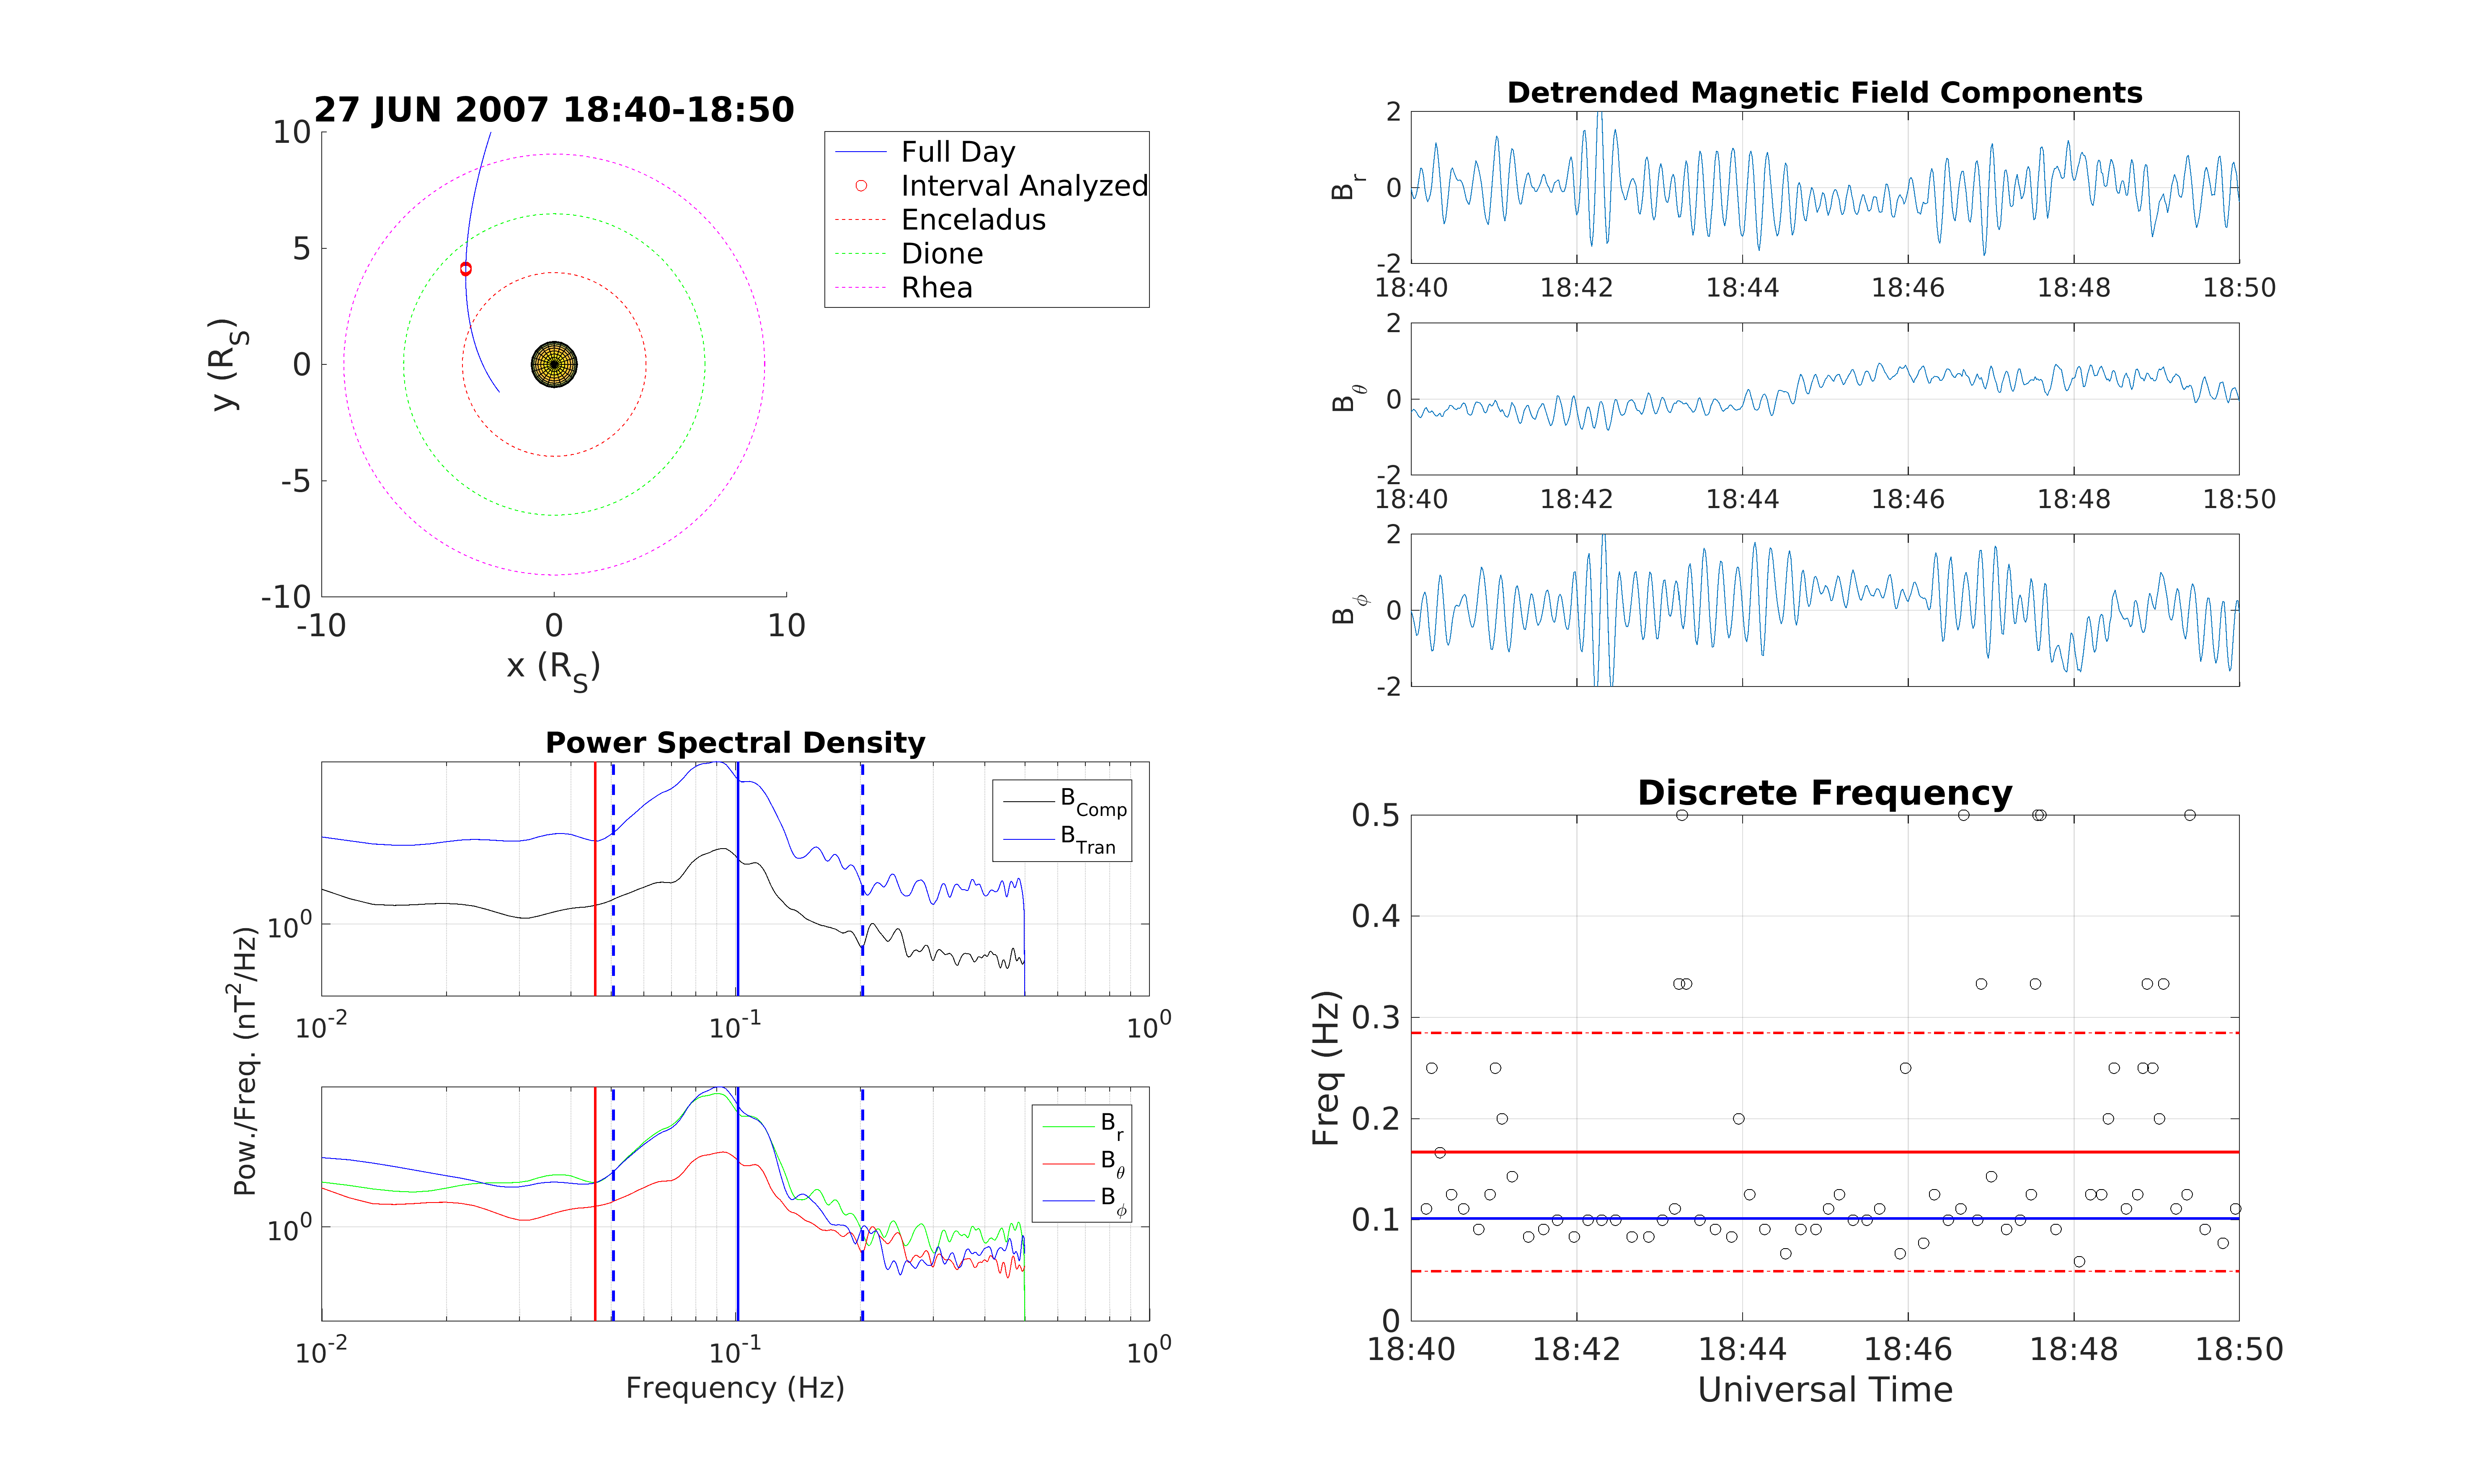 27 JUN 2007 18:40-18:50
10
5
0
-5
-10
-10 0 10
x (R_S)
y (R_S)
Full Day
Interval Analyzed
Enceladus
Dione
Rhea
Detrended Magnetic Field Components
2
0
-2
B_r
18:40 18:42 18:44 18:46 18:48 18:50
2
0
-2
B_θ
18:40 18:42 18:44 18:46 18:48 18:50
2
0
-2
B_ϕ
Power Spectral Density
B_Comp
B_Tran
10^0
10^-2 10^-1 10^0
Pow./Freq. (nT^2/Hz)
B_r
B_θ
B_ϕ
10^0
10^-2 10^-1 10^0
Frequency (Hz)
Discrete Frequency
0.5
0.4
0.3
0.2
0.1
0
Freq (Hz)
18:40 18:42 18:44 18:46 18:48 18:50
Universal Time